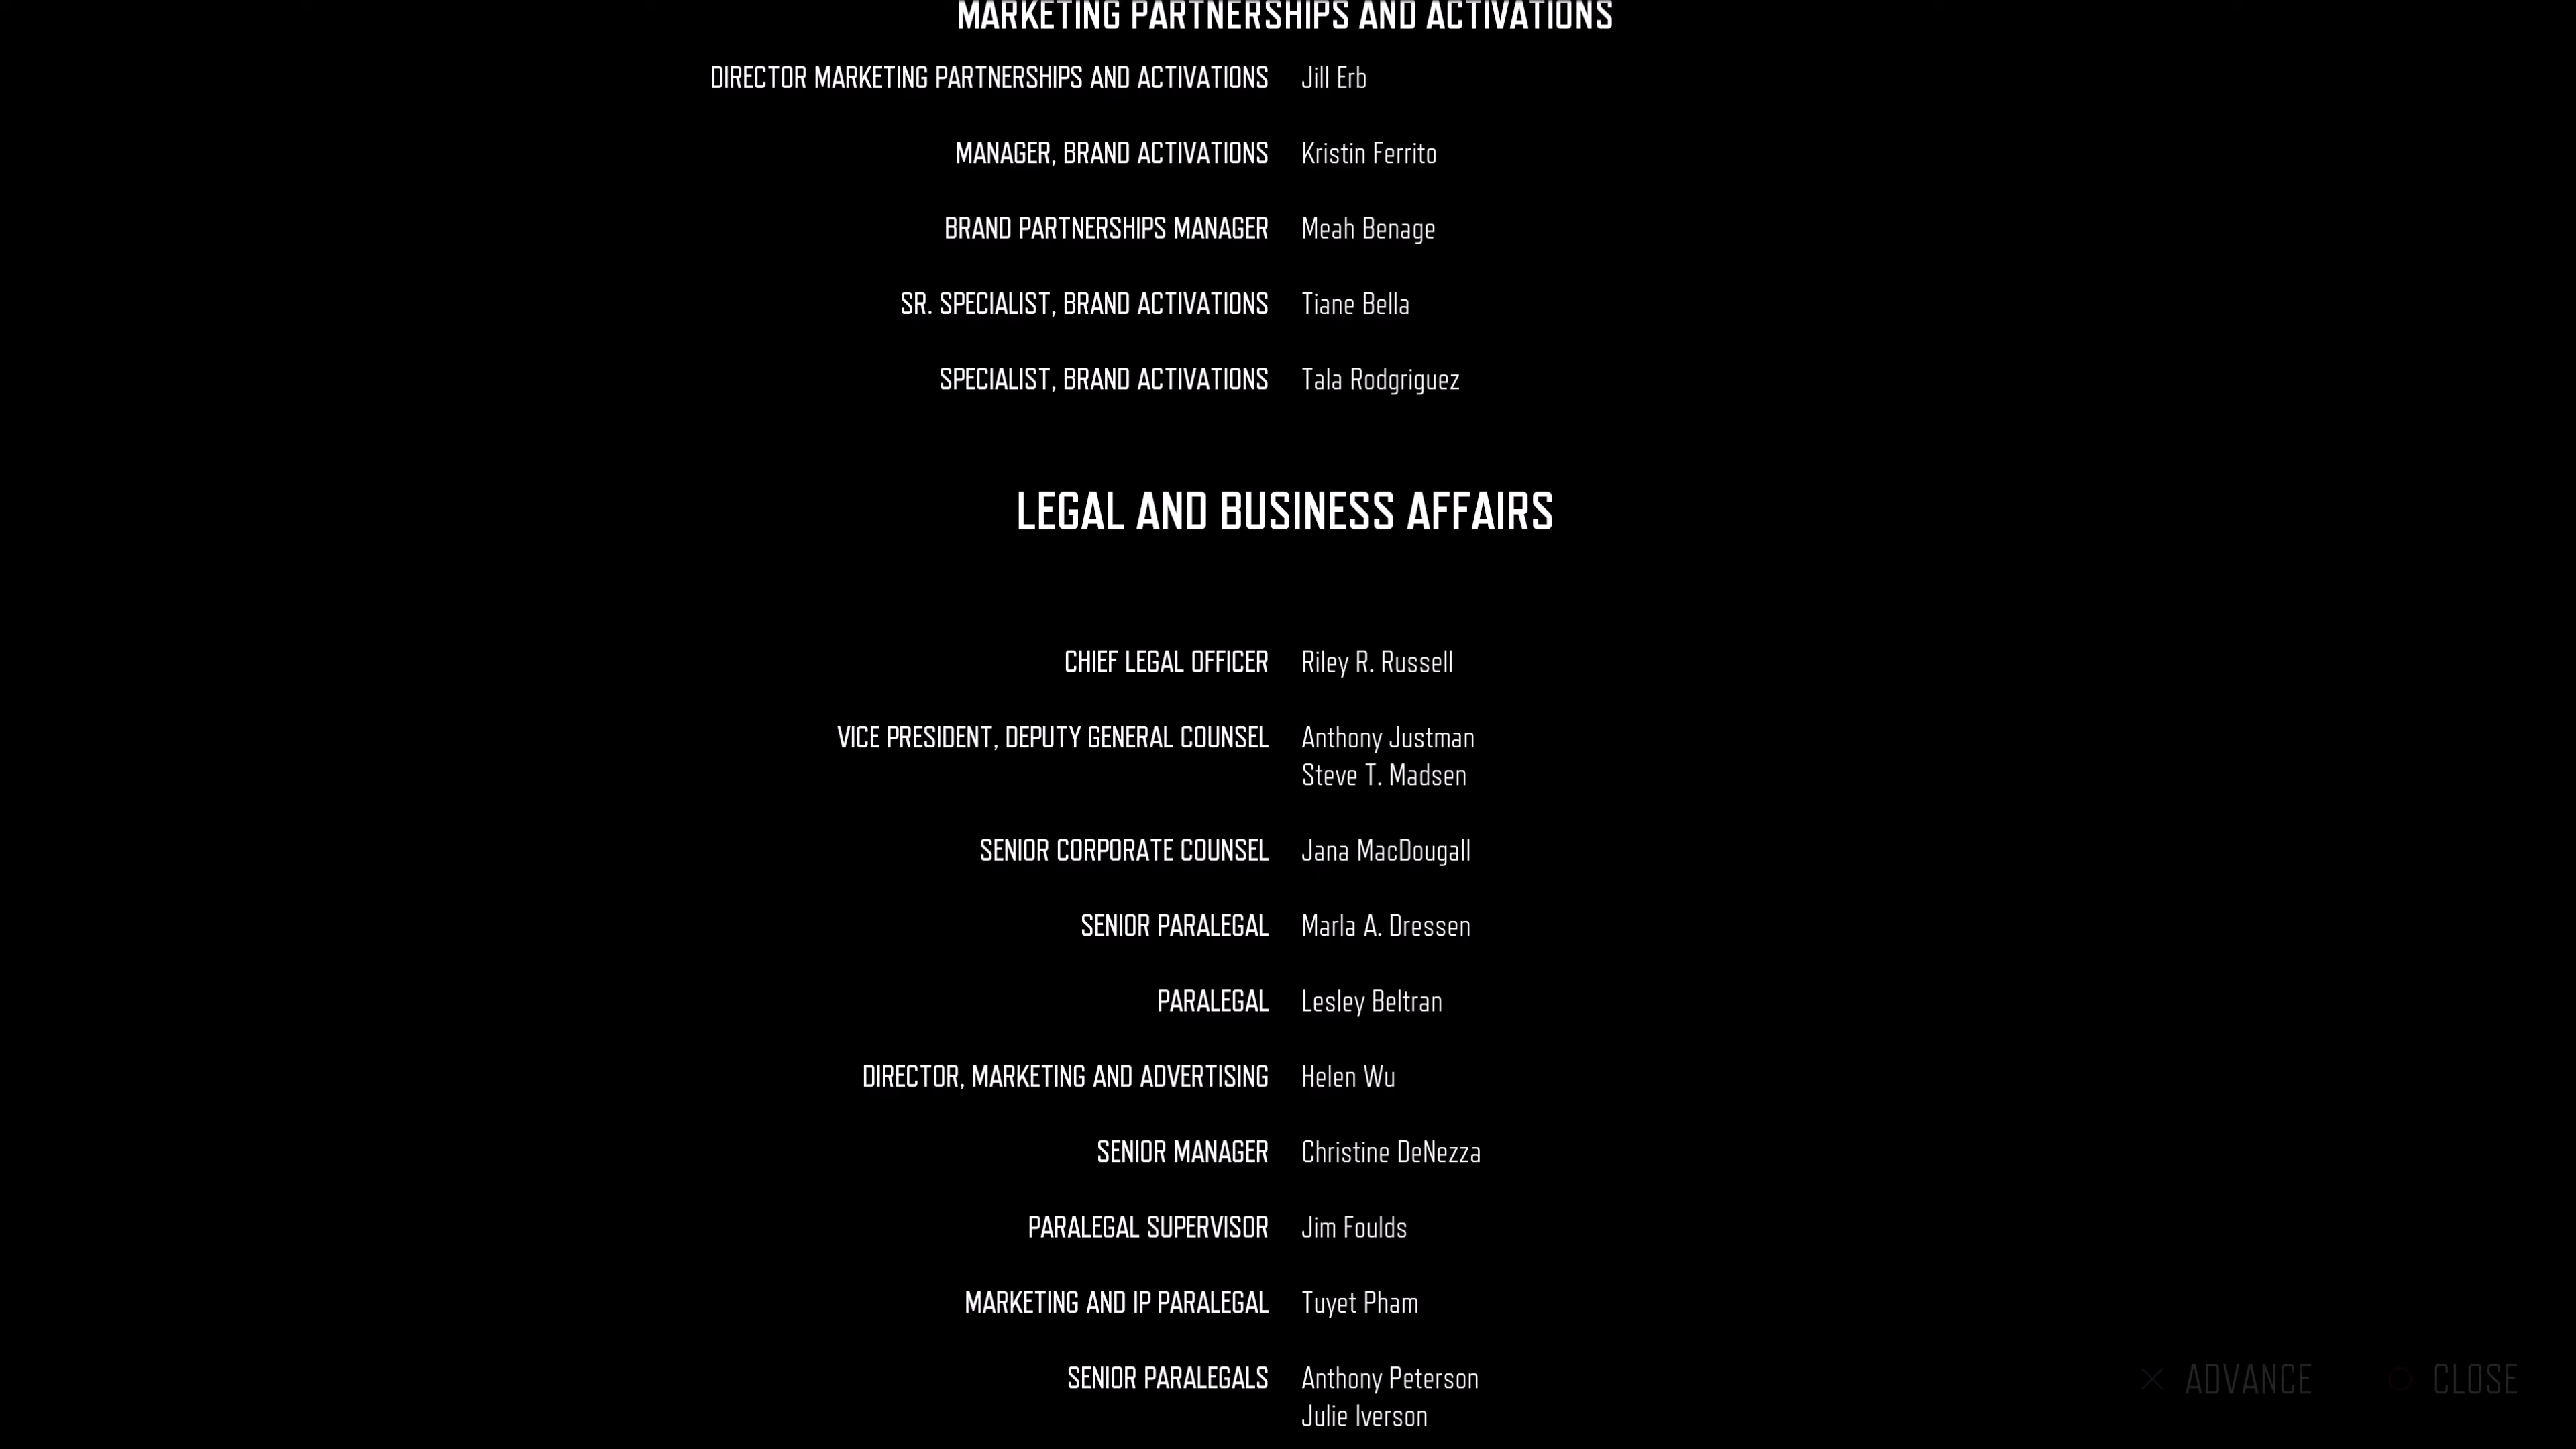 MARKETING PARTNERSHIPS AND ACTIVATIONS
DIRECTOR MARKETING PARTNERSHIPS AND ACTIVATIONS Jill Erb
MANAGER, BRAND ACTIVATIONS Kristin Ferrito
BRAND PARTNERSHIPS MANAGER Meah Benage
SR. SPECIALIST, BRAND ACTIVATIONS Tiane Bella
SPECIALIST, BRAND ACTIVATIONS Tala Rodgriguez
LEGAL AND BUSINESS AFFAIRS
CHIEF LEGAL OFFICER Riley R. Russell
VICE PRESIDENT, DEPUTY GENERAL COUNSEL Anthony Justman
Steve T. Madsen
SENIOR CORPORATE COUNSEL Jana MacDougall
SENIOR PARALEGAL Marla A. Dressen
PARALEGAL Lesley Beltran
DIRECTOR, MARKETING AND ADVERTISING Helen Wu
SENIOR MANAGER Christine DeNezza
PARALEGAL SUPERVISOR Jim Foulds
MARKETING AND IP PARALEGAL Tuyet Pham
SENIOR PARALEGALS Anthony Peterson
Julie Iverson
ADVANCE CLOSE